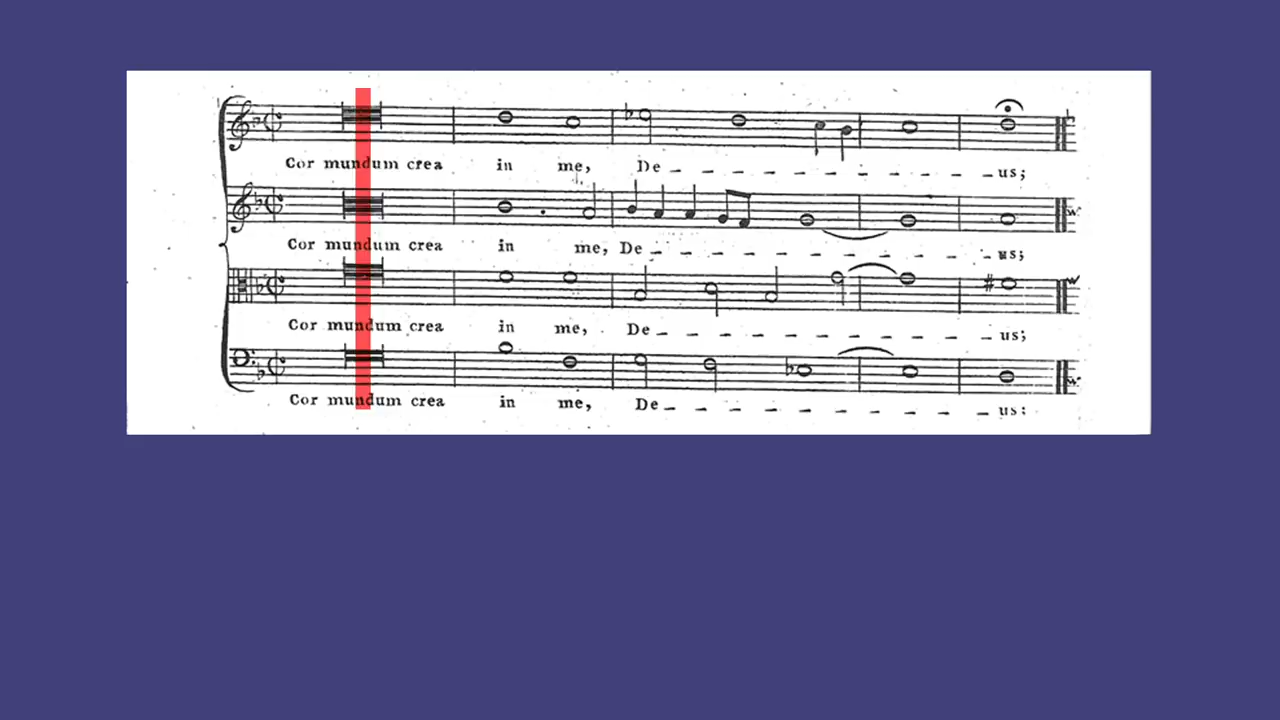 Cor mundum crea in me, De - - - - - - - - - us;
Cor mundum crea in me, De - - - - - - - - - - us;
Cor mundum crea in me, De - - - - - - - - - us;
Cor mundum crea in me, De - - - - - - - - - us: